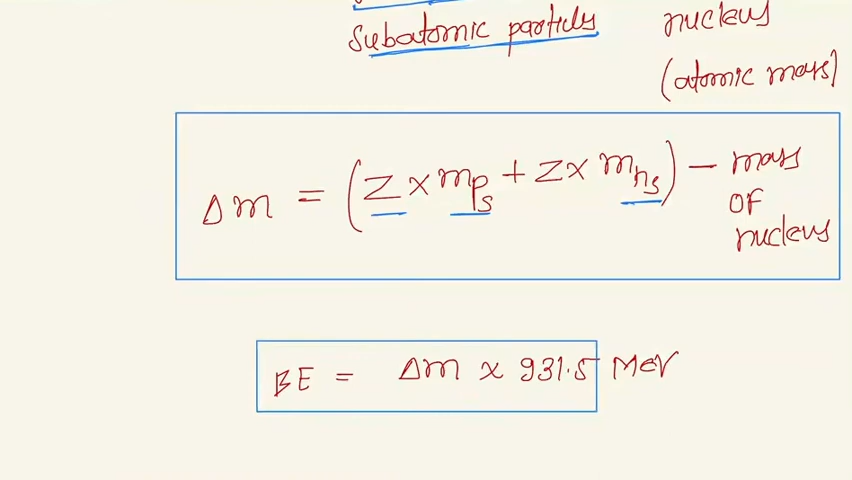 Subatomic particles
nucleus
(atomic mass)
Δm = (Z × mps + Z × mns) – mass of nucleus
BE = Δm × 931.5 MeV